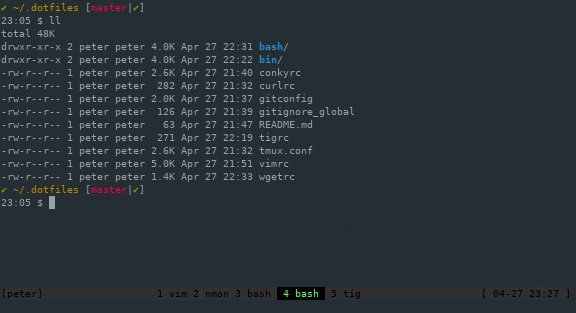 ✔ ~/.dotfiles [master|✔]
23:05 $ ll
total 48K
drwxr-xr-x 2 peter peter 4.0K Apr 27 22:31 bash/
drwxr-xr-x 2 peter peter 4.0K Apr 27 22:22 bin/
-rw-r--r-- 1 peter peter 2.6K Apr 27 21:40 conkyrc
-rw-r--r-- 1 peter peter  282 Apr 27 21:32 curlrc
-rw-r--r-- 1 peter peter 2.0K Apr 27 21:37 gitconfig
-rw-r--r-- 1 peter peter  126 Apr 27 21:39 gitignore_global
-rw-r--r-- 1 peter peter   63 Apr 27 21:47 README.md
-rw-r--r-- 1 peter peter  271 Apr 27 22:19 tigrc
-rw-r--r-- 1 peter peter 2.6K Apr 27 21:32 tmux.conf
-rw-r--r-- 1 peter peter 5.0K Apr 27 21:51 vimrc
-rw-r--r-- 1 peter peter 1.4K Apr 27 22:33 wgetrc
✔ ~/.dotfiles [master|✔]
23:05 $
[peter] 1 vim 2 nmon 3 bash 4 bash 5 tig [ 04-27 23:27 ]